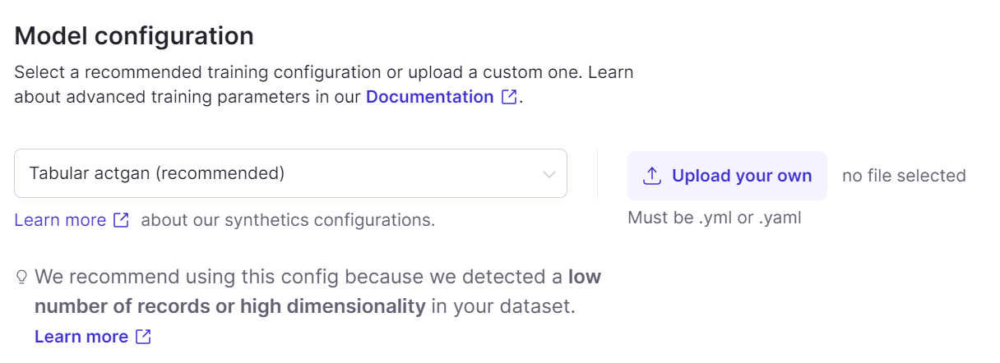 Model configuration
Select a recommended training configuration or upload a custom one. Learn
about advanced training parameters in our Documentation.
Tabular actgan (recommended)
Upload your own
no file selected
Learn more about our synthetics configurations.
Must be .yml or .yaml
We recommend using this config because we detected a low
number of records or high dimensionality in your dataset.
Learn more